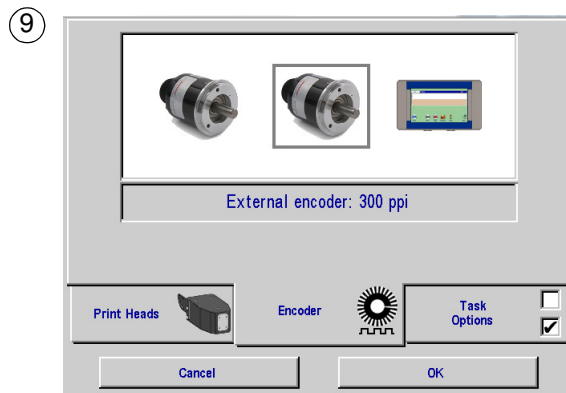 9
External encoder: 300 ppi
Print Heads
Encoder
Task
Options
Cancel
OK